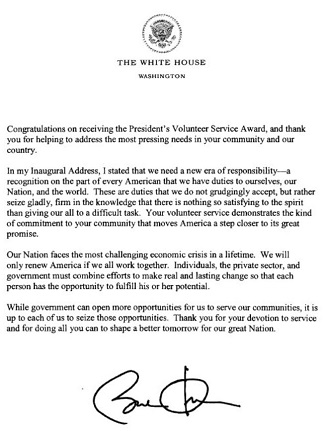 THE WHITE HOUSE
WASHINGTON
Congratulations on receiving the President's Volunteer Service Award, and thank
you for helping to address the most pressing needs in your community and our
country.
In my Inaugural Address, I stated that we need a new era of responsibility—a
recognition on the part of every American that we have duties to ourselves, our
Nation, and the world. These are duties that we do not grudgingly accept, but rather
seize gladly, firm in the knowledge that there is nothing so satisfying to the spirit
than giving our all to a difficult task. Your volunteer service demonstrates the kind
of commitment to your community that moves America a step closer to its great
promise.
Our Nation faces the most challenging economic crisis in a lifetime. We will
only renew America if we all work together. Individuals, the private sector, and
government must combine efforts to make real and lasting change so that each
person has the opportunity to fulfill his or her potential.
While government can open more opportunities for us to serve our communities, it is
up to each of us to seize those opportunities. Thank you for your devotion to service
and for doing all you can to shape a better tomorrow for our great Nation.